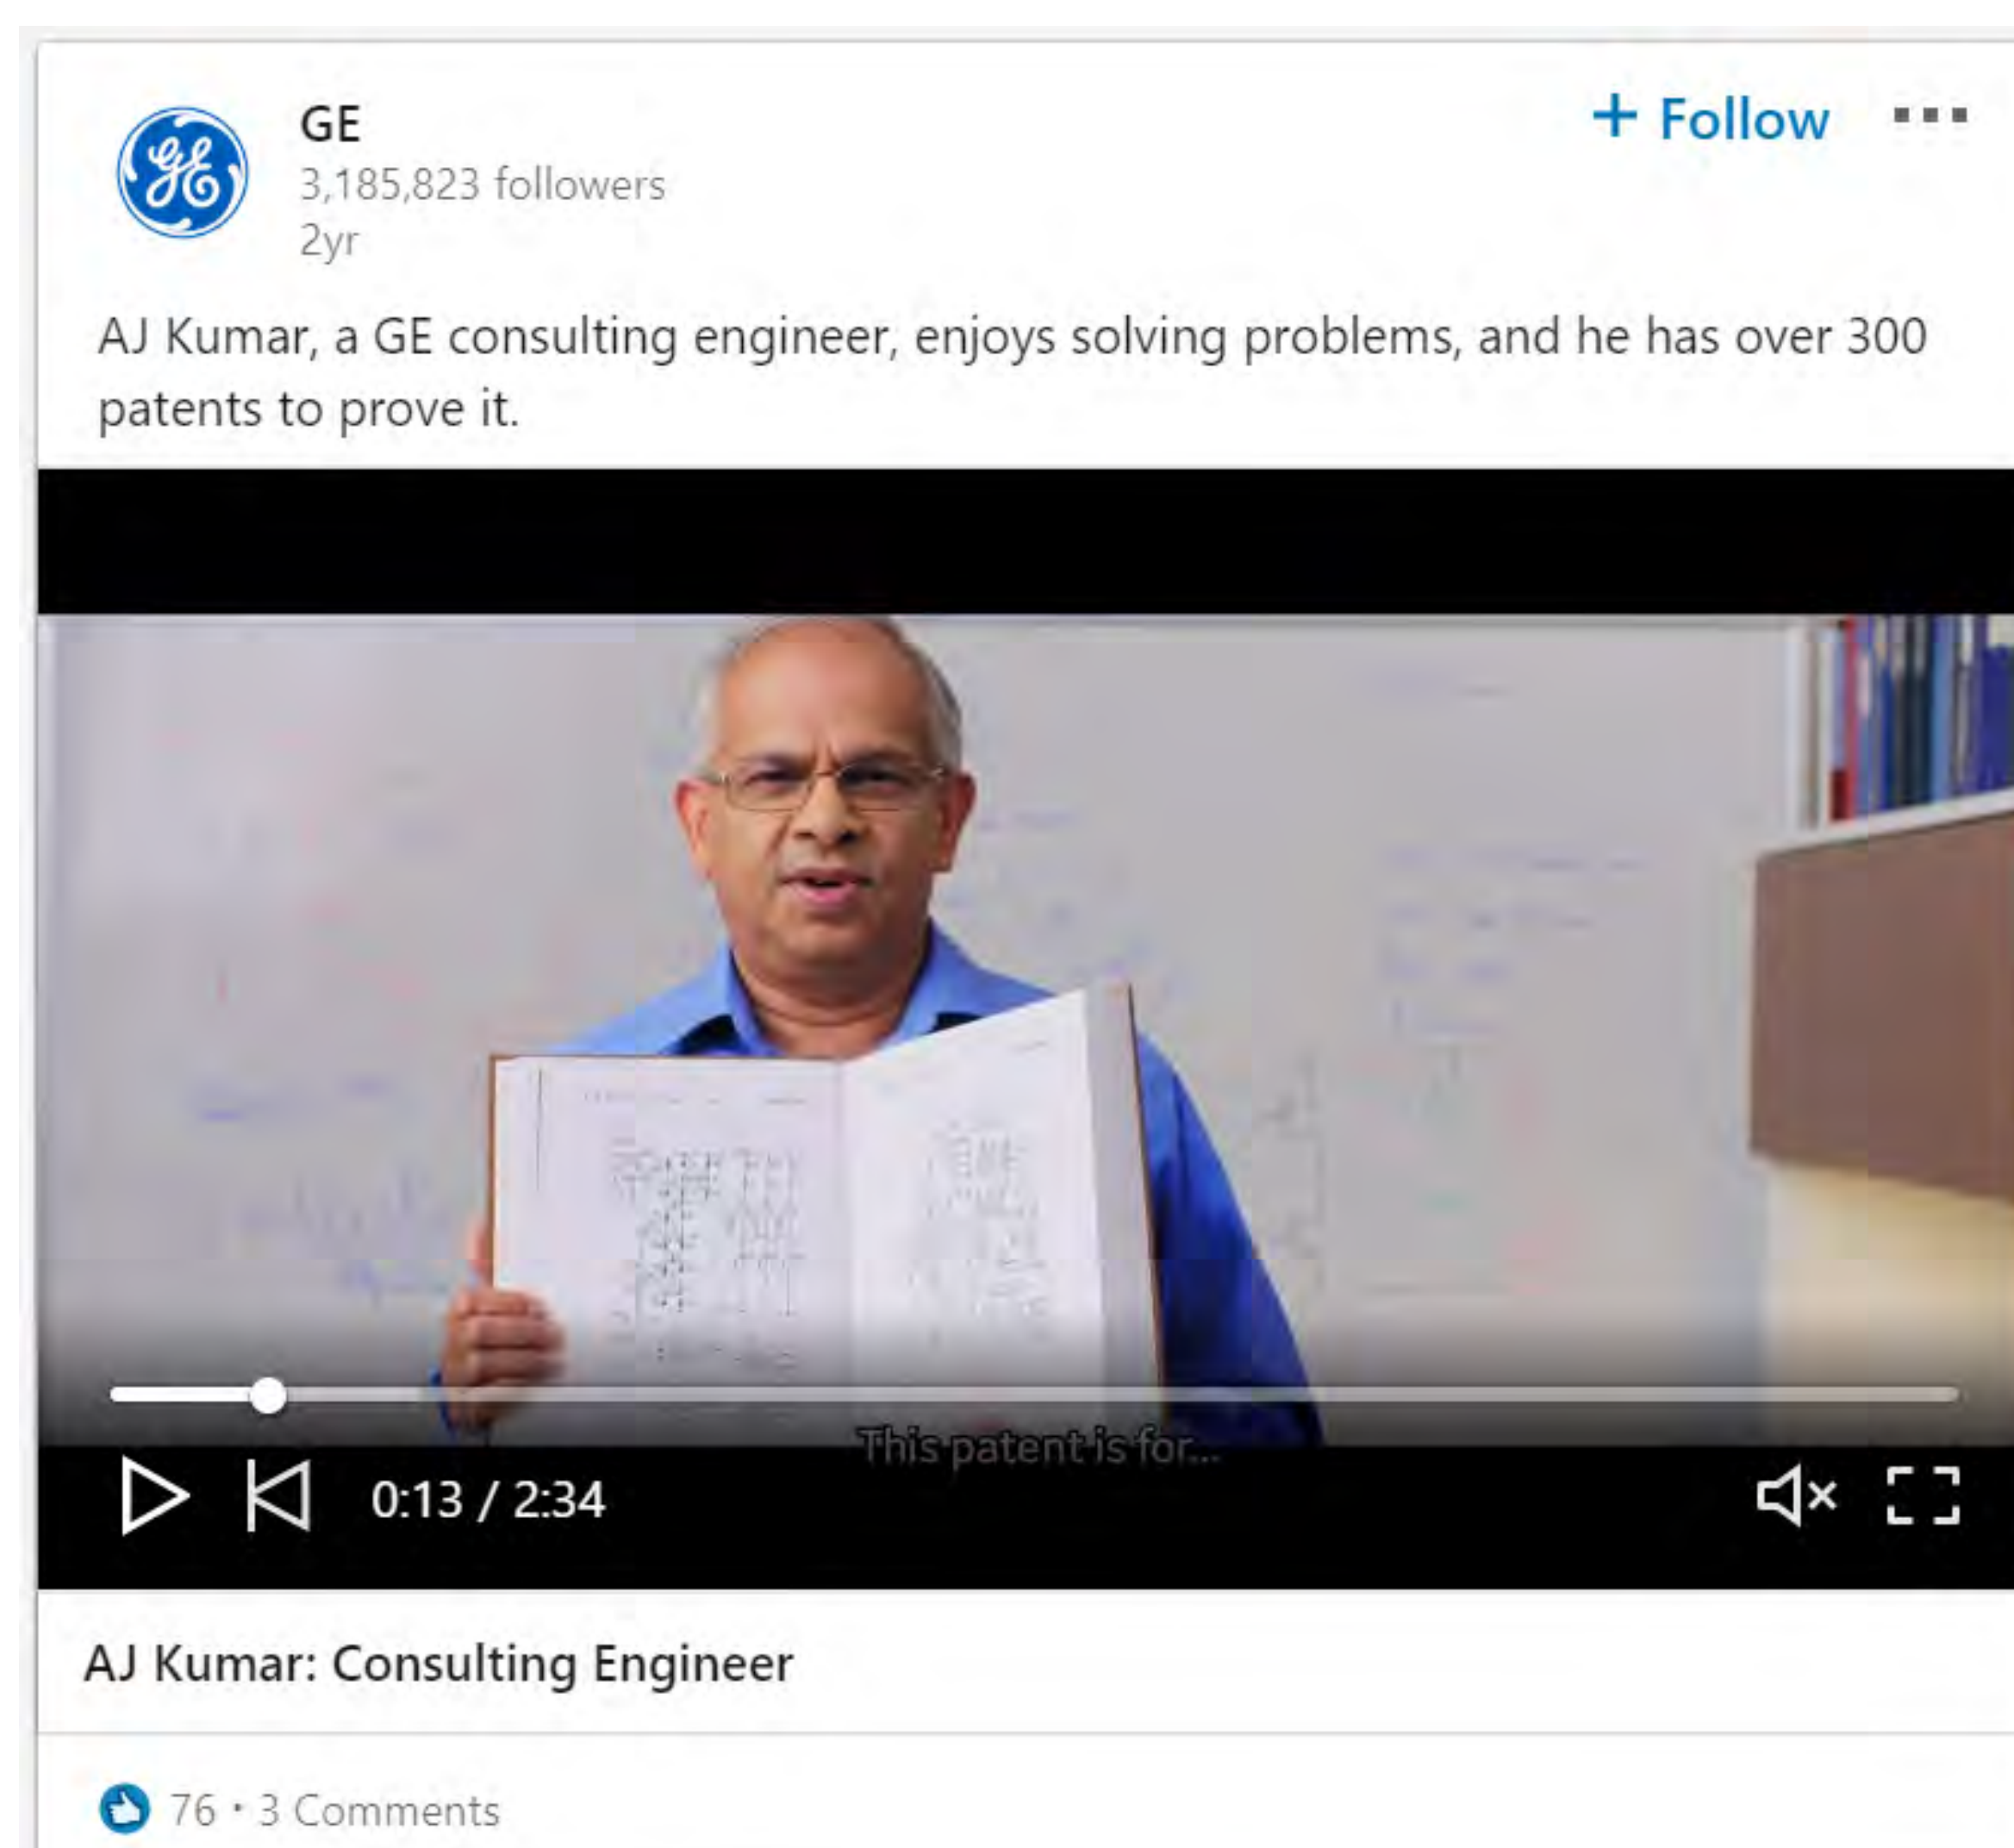 GE
+ Follow
3,185,823 followers
2yr
AJ Kumar, a GE consulting engineer, enjoys solving problems, and he has over 300
patents to prove it.
This patent is for...
0:13 / 2:34
AJ Kumar: Consulting Engineer
76 • 3 Comments